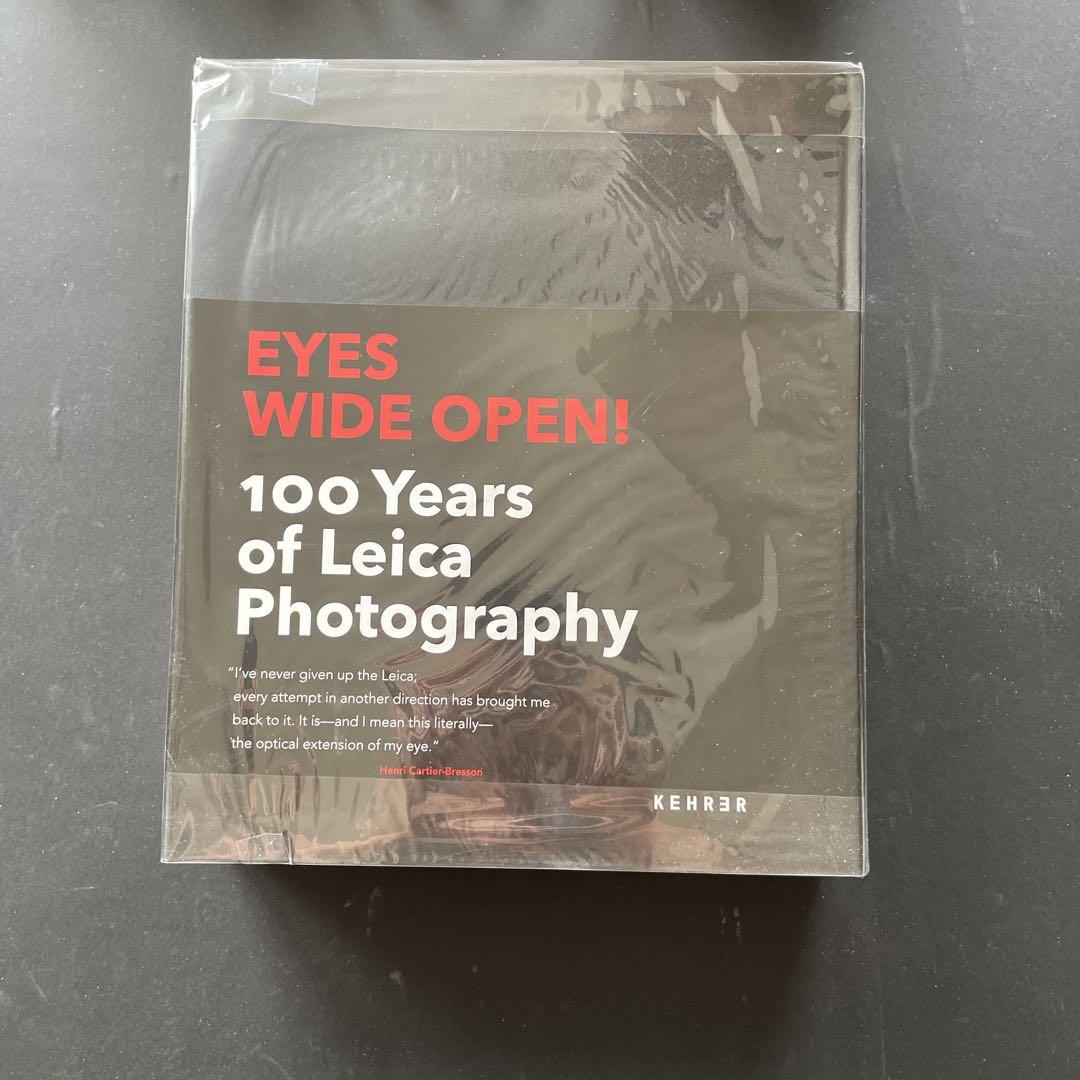 EYES
WIDE OPEN!
100 Years
of Leica
Photography
“I’ve never given up the Leica;
every attempt in another direction has brought me
back to it. It is—and I mean this literally—
the optical extension of my eye.”
Henri Cartier-Bresson
KEHRƎR